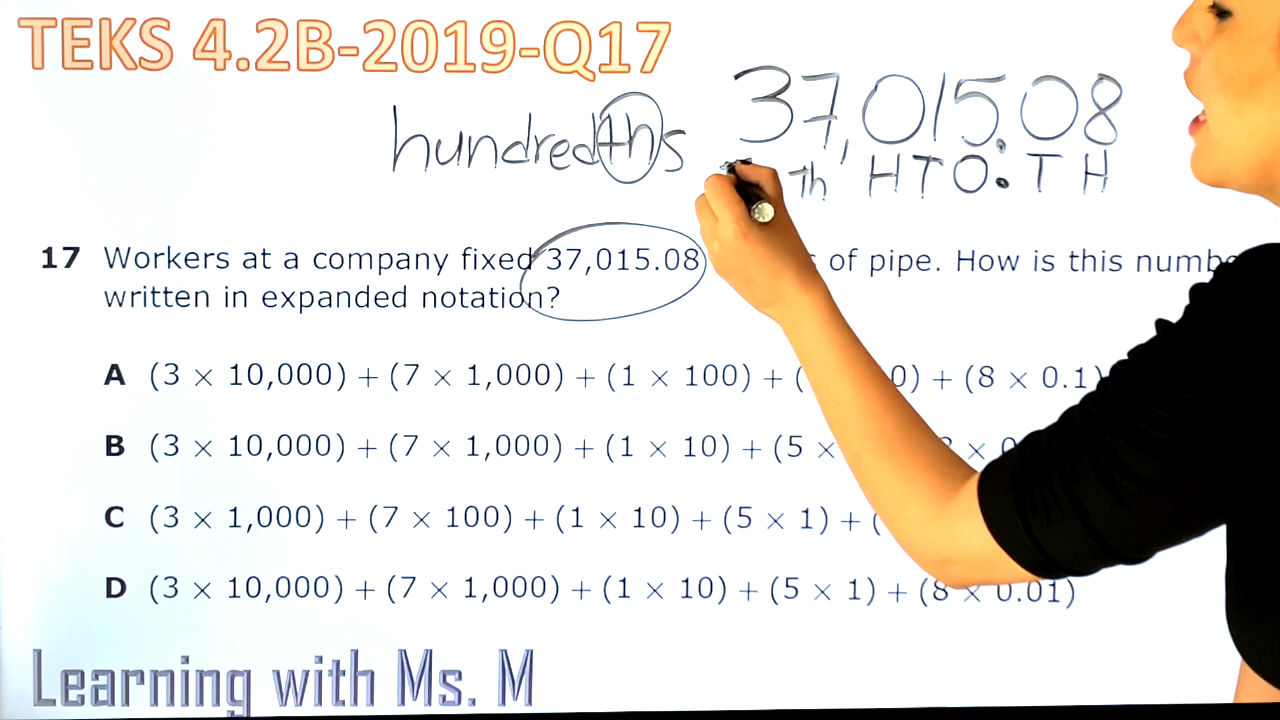 TEKS 4.2B-2019-Q17
37,015.08
hundredths
Th H T O . T H
17 Workers at a company fixed 37,015.08 of pipe. How is this
written in expanded notation?
A (3 × 10,000) + (7 × 1,000) + (1 × 100) + ( 0) + (8 × 0.1)
B (3 × 10,000) + (7 × 1,000) + (1 × 10) + (5 × × 0
C (3 × 1,000) + (7 × 100) + (1 × 10) + (5 × 1) + (
D (3 × 10,000) + (7 × 1,000) + (1 × 10) + (5 × 1) + (8 × 0.01)
Learning with Ms. M